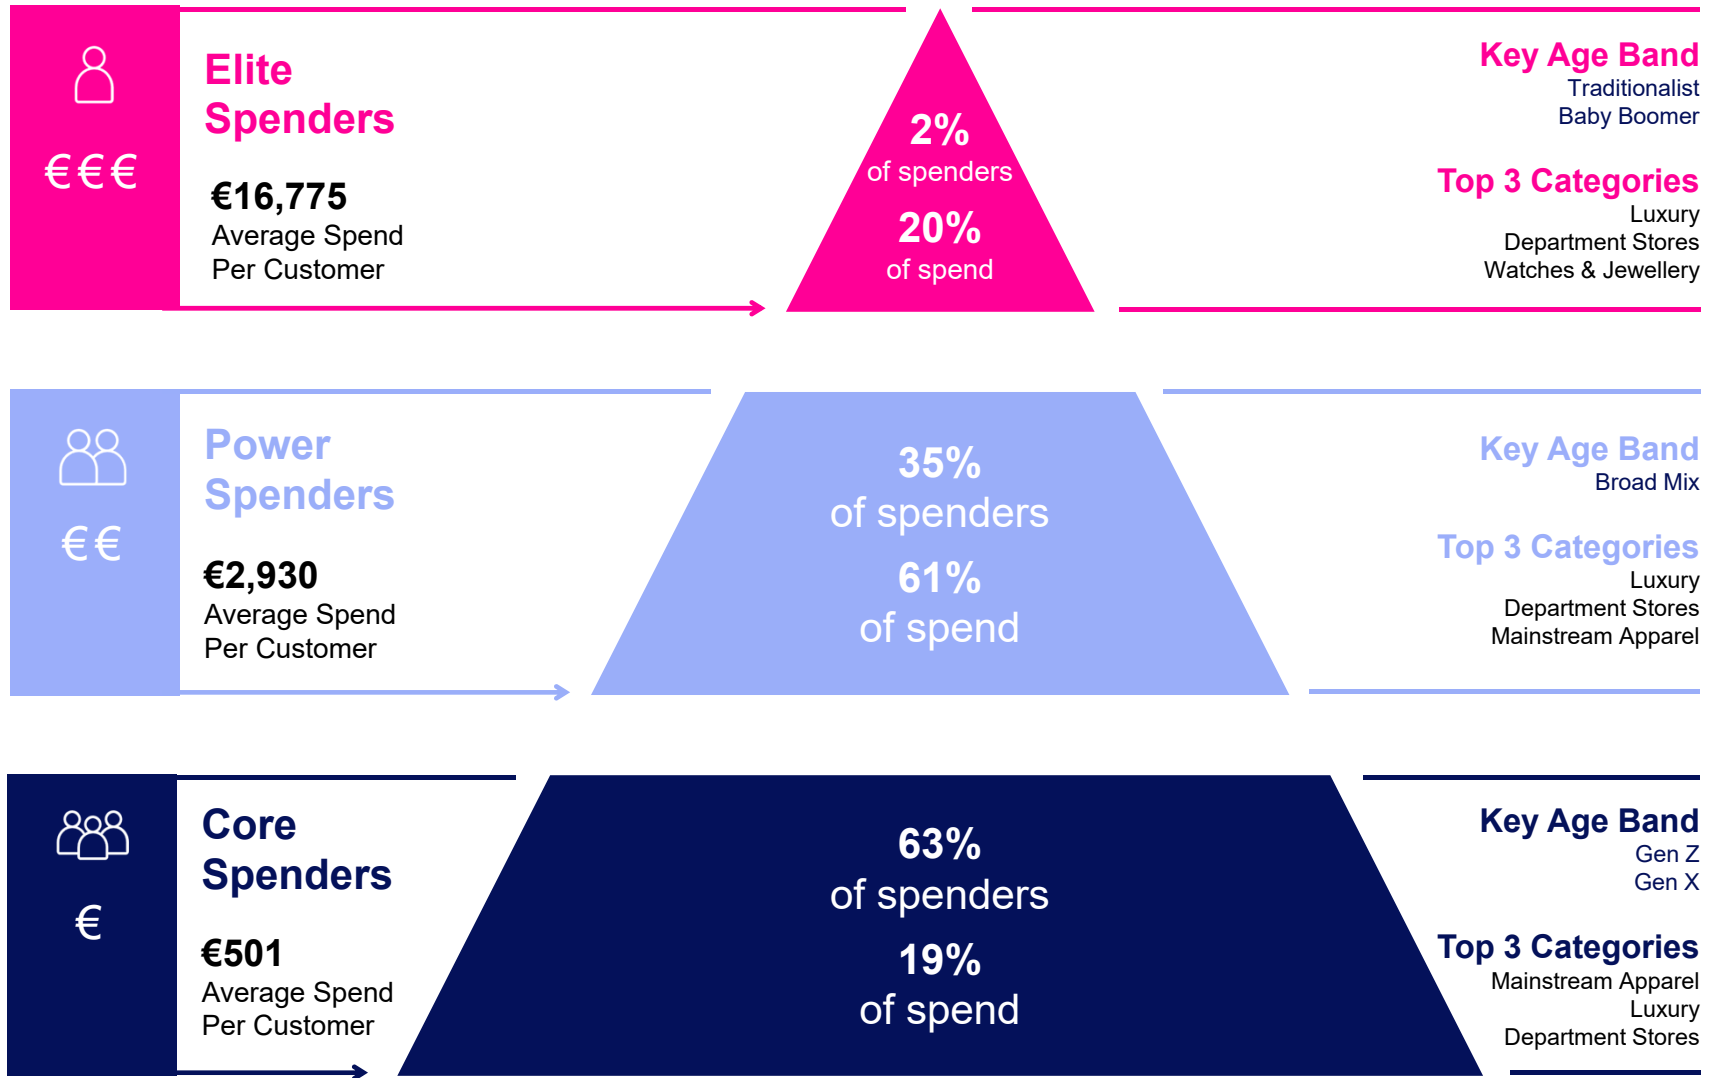 €€€
Elite
Spenders
€16,775
Average Spend
Per Customer
2%
of spenders
20%
of spend
Key Age Band
Traditionalist
Baby Boomer
Top 3 Categories
Luxury
Department Stores
Watches & Jewellery
€€
Power
Spenders
€2,930
Average Spend
Per Customer
35%
of spenders
61%
of spend
Key Age Band
Broad Mix
Top 3 Categories
Luxury
Department Stores
Mainstream Apparel
€
Core
Spenders
€501
Average Spend
Per Customer
63%
of spenders
19%
of spend
Key Age Band
Gen Z
Gen X
Top 3 Categories
Mainstream Apparel
Luxury
Department Stores